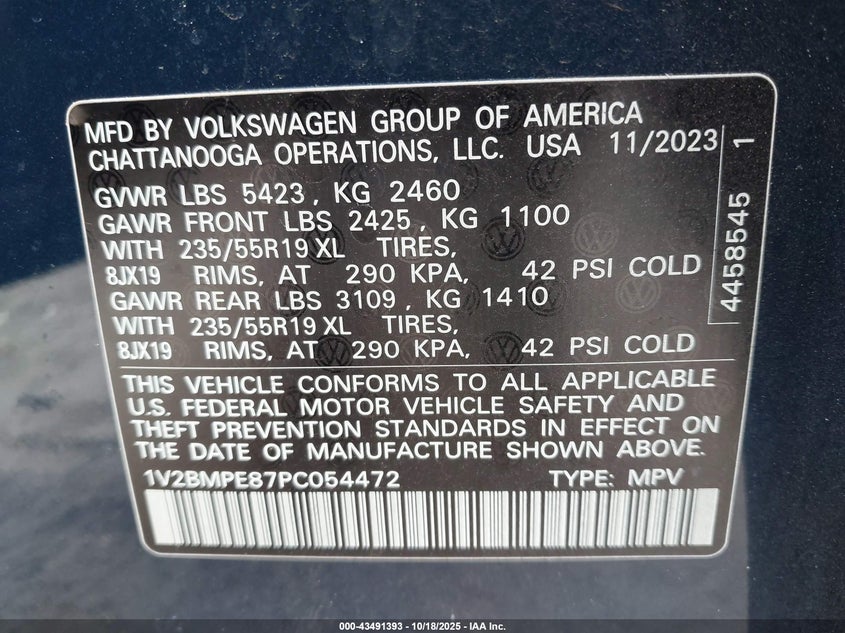 MFD BY VOLKSWAGEN GROUP OF AMERICA
CHATTANOOGA OPERATIONS, LLC. USA 11/2023
GVWR LBS 5423, KG 2460
GAWR FRONT LBS 2425, KG 1100
WITH 235/55R19 XL TIRES,
8JX19 RIMS, AT 290 KPA, 42 PSI COLD
GAWR REAR LBS 3109, KG 1410
WITH 235/55R19 XL TIRES,
8JX19 RIMS, AT 290 KPA, 42 PSI COLD
THIS VEHICLE CONFORMS TO ALL APPLICABLE
U.S. FEDERAL MOTOR VEHICLE SAFETY AND
THEFT PREVENTION STANDARDS IN EFFECT ON
THE DATE OF MANUFACTURE SHOWN ABOVE.
1V2BMPE87PC054472 TYPE: MPV
4458545 1
000-43491393 - 10/18/2025 - IAA Inc.